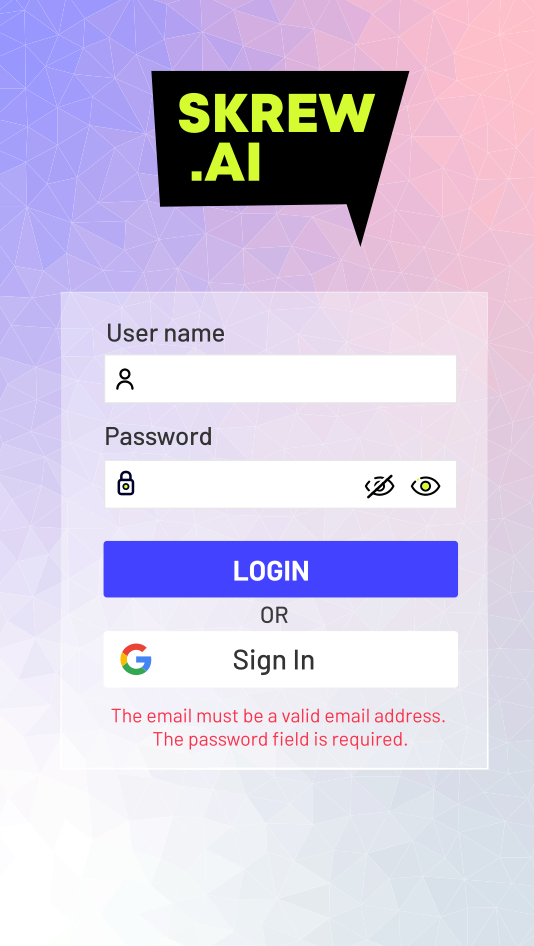 SKREW
.AI
User name
Password
LOGIN
OR
Sign In
The email must be a valid email address.
The password field is required.